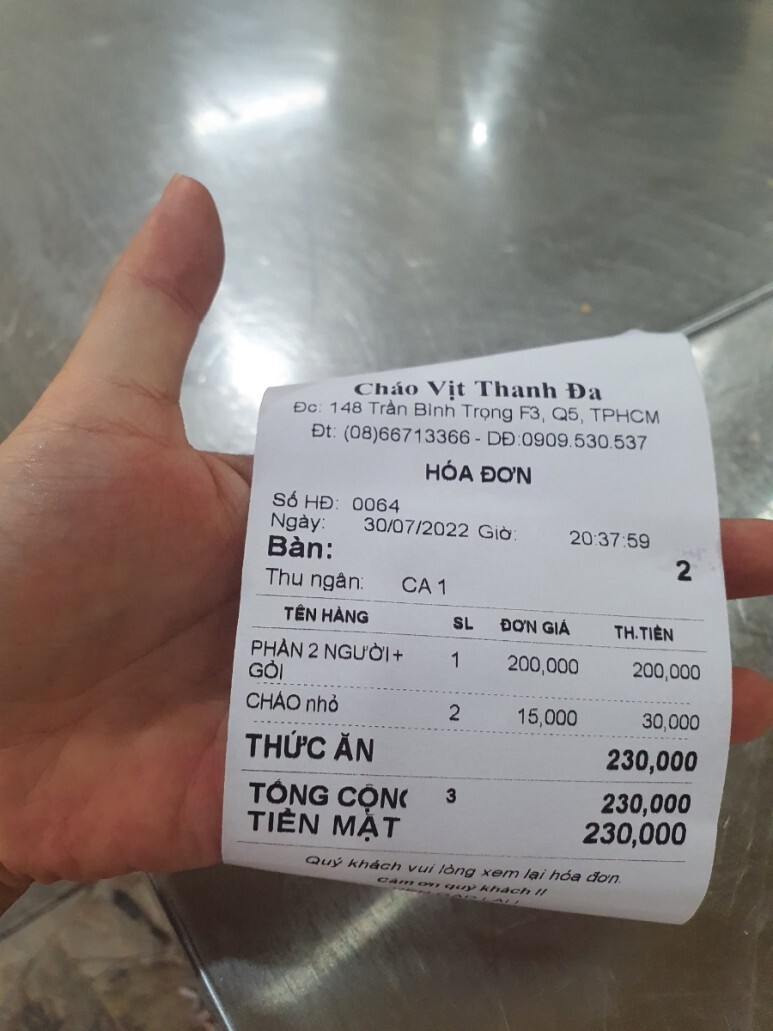 Cháo Vịt Thanh Đa
Đc: 148 Trần Bình Trọng F3, Q5, TPHCM
Đt: (08)66713366 - DĐ:0909.530.537
HÓA ĐƠN
Số HĐ: 0064
Ngày: 30/07/2022 Giờ: 20:37:59
Bàn: 2
Thu ngân: CA 1
TÊN HÀNG SL ĐƠN GIÁ TH.TIỀN
PHẦN 2 NGƯỜI+ 1 200,000 200,000
GỎI
CHÁO nhỏ 2 15,000 30,000
THỨC ĂN 230,000
TỔNG CỘNG 3 230,000
TIỀN MẶT 230,000
Quý khách vui lòng xem lại hóa đơn.
Cảm ơn quý khách !!